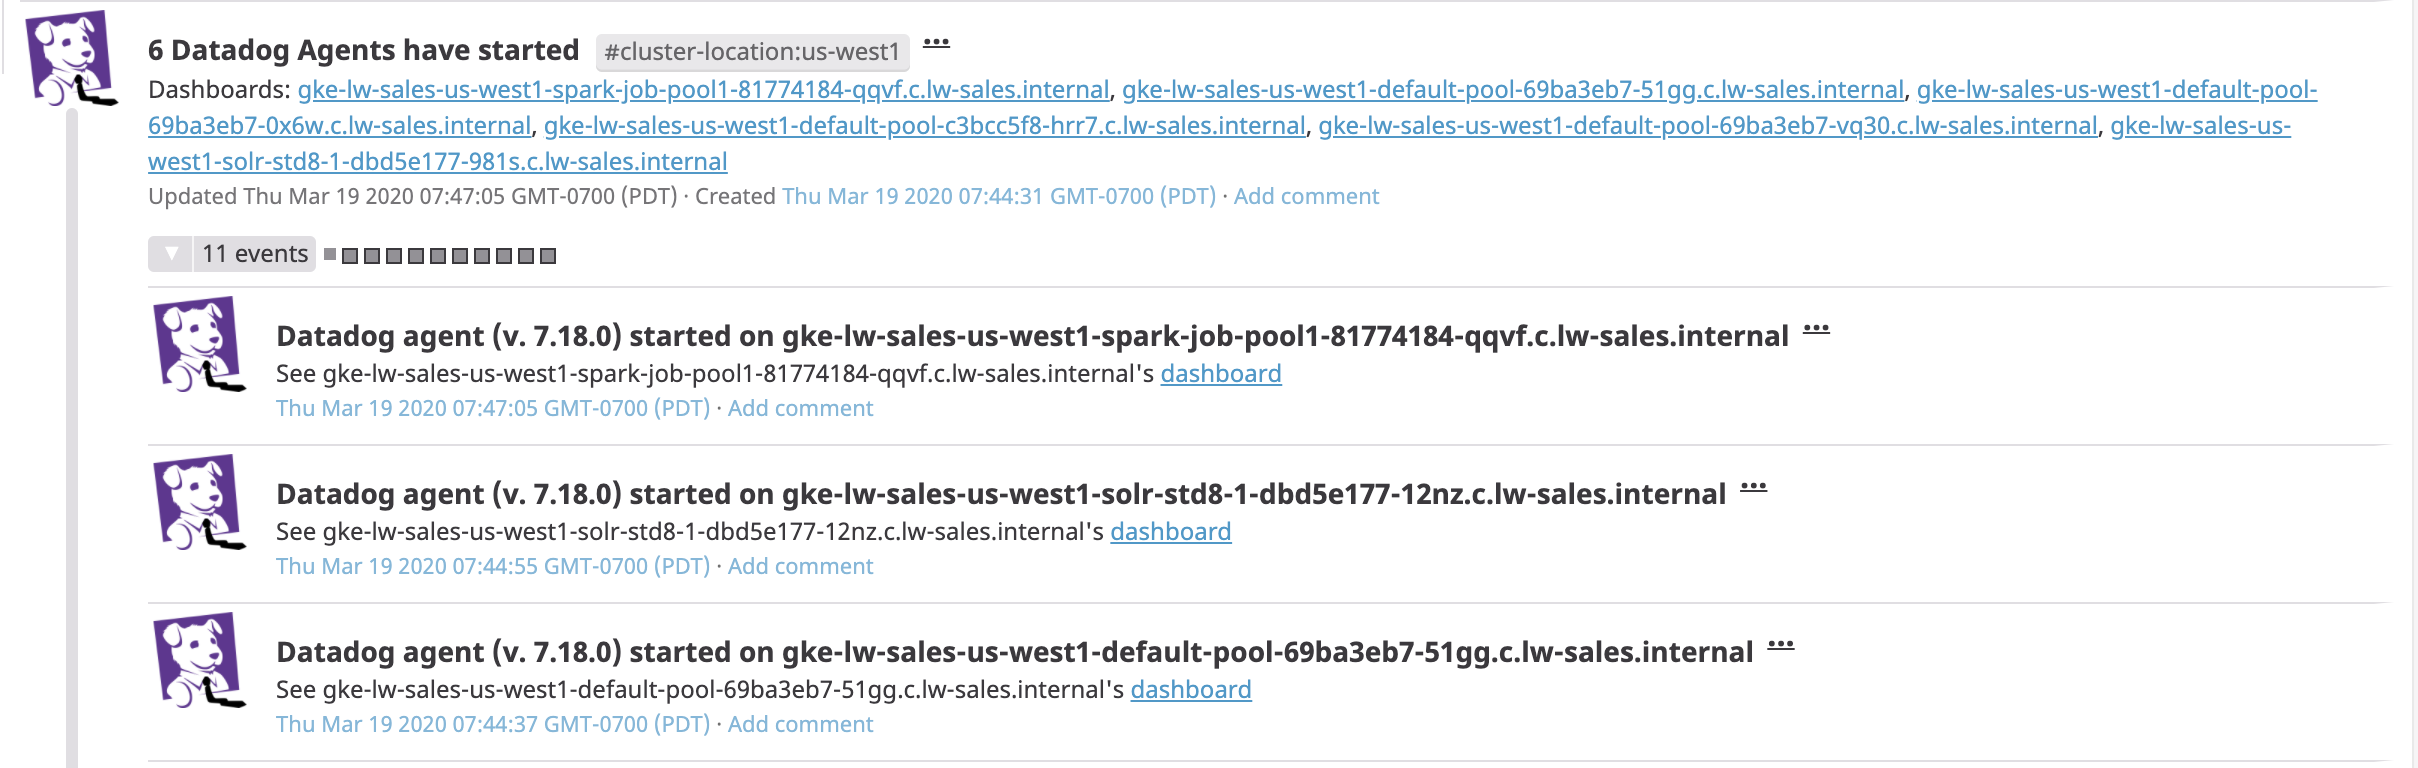 6 Datadog Agents have started #cluster-location:us-west1 ...
Dashboards: gke-lw-sales-us-west1-spark-job-pool1-81774184-qqvf.c.lw-sales.internal, gke-lw-sales-us-west1-default-pool-69ba3eb7-51gg.c.lw-sales.internal, gke-lw-sales-us-west1-default-pool-
69ba3eb7-0x6w.c.lw-sales.internal, gke-lw-sales-us-west1-default-pool-c3bcc5f8-hrr7.c.lw-sales.internal, gke-lw-sales-us-west1-default-pool-69ba3eb7-vq30.c.lw-sales.internal, gke-lw-sales-us-
west1-solr-std8-1-dbd5e177-981s.c.lw-sales.internal
Updated Thu Mar 19 2020 07:47:05 GMT-0700 (PDT) · Created Thu Mar 19 2020 07:44:31 GMT-0700 (PDT) · Add comment
11 events
Datadog agent (v. 7.18.0) started on gke-lw-sales-us-west1-spark-job-pool1-81774184-qqvf.c.lw-sales.internal ...
See gke-lw-sales-us-west1-spark-job-pool1-81774184-qqvf.c.lw-sales.internal's dashboard
Thu Mar 19 2020 07:47:05 GMT-0700 (PDT) · Add comment
Datadog agent (v. 7.18.0) started on gke-lw-sales-us-west1-solr-std8-1-dbd5e177-12nz.c.lw-sales.internal ...
See gke-lw-sales-us-west1-solr-std8-1-dbd5e177-12nz.c.lw-sales.internal's dashboard
Thu Mar 19 2020 07:44:55 GMT-0700 (PDT) · Add comment
Datadog agent (v. 7.18.0) started on gke-lw-sales-us-west1-default-pool-69ba3eb7-51gg.c.lw-sales.internal ...
See gke-lw-sales-us-west1-default-pool-69ba3eb7-51gg.c.lw-sales.internal's dashboard
Thu Mar 19 2020 07:44:37 GMT-0700 (PDT) · Add comment